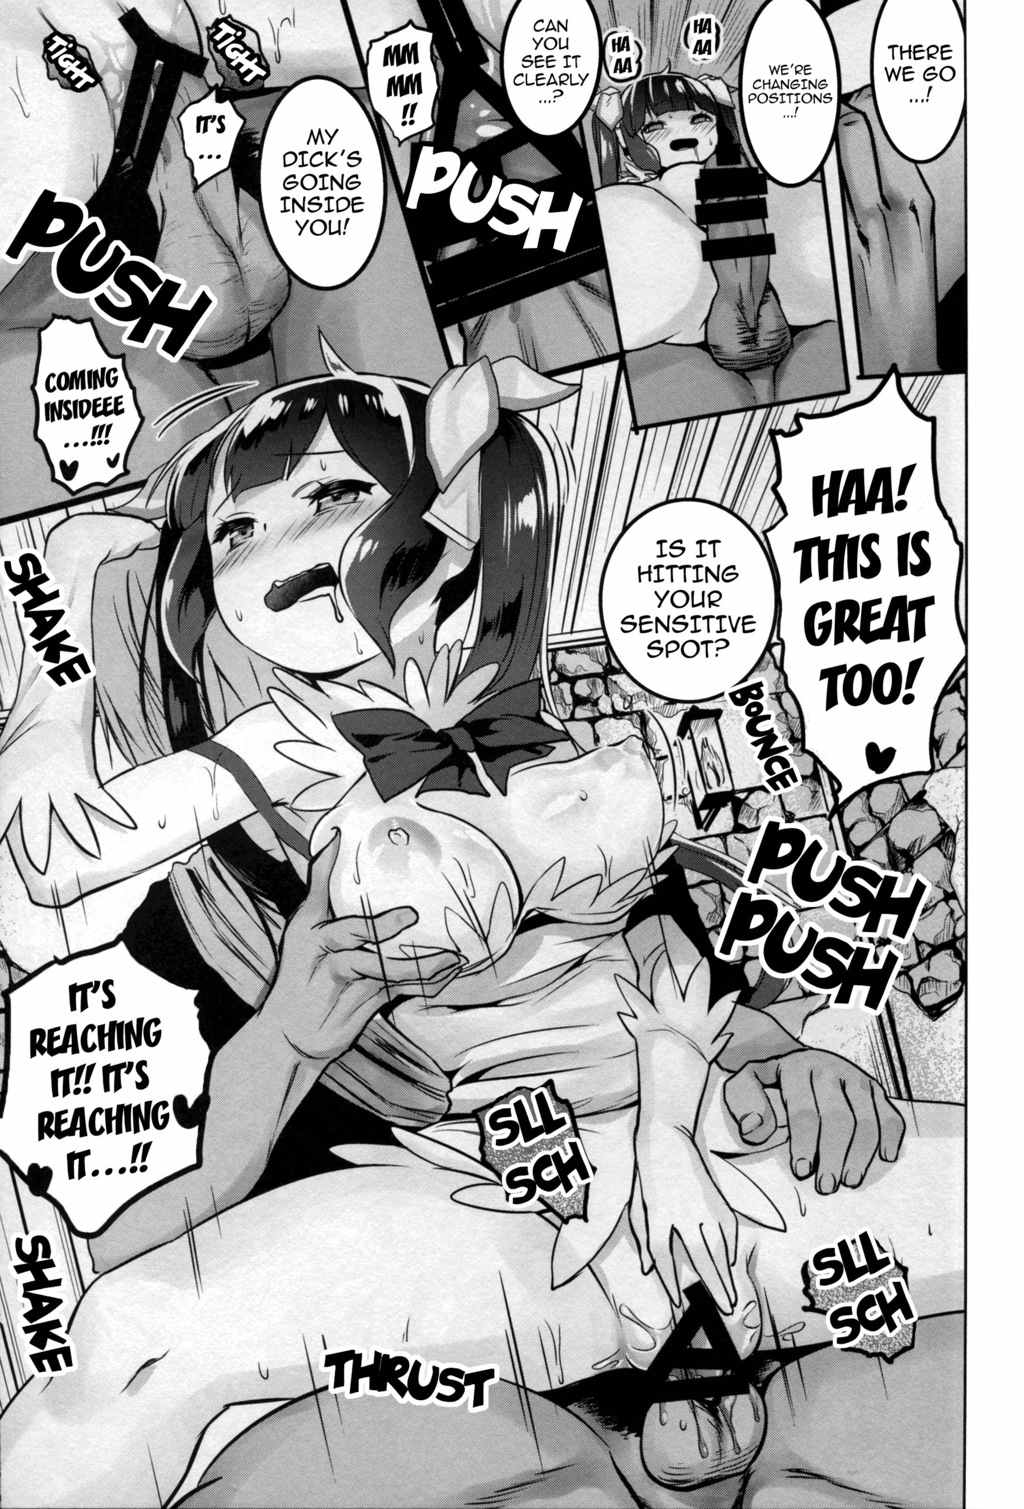 THERE
WE GO
...!
WE'RE
CHANGING
POSITIONS
...!
HA
AA
HA
AA
CAN
YOU
SEE IT
CLEARLY
...?
MM
MM
!!
PUSH
MY
DICK'S
GOING
INSIDE
YOU!
TIGHT
TIGHT
IT'S
...
PUSH
COMING
INSIDEEE
...!!!
HAA!
THIS IS
GREAT
TOO!
IS IT
HITTING
YOUR
SENSITIVE
SPOT?
SHAKE
BOUNCE
PUSH
PUSH
IT'S
REACHING
IT!! IT'S
REACHING
IT...!!
SLL
SCH
SLL
SCH
SHAKE
THRUST